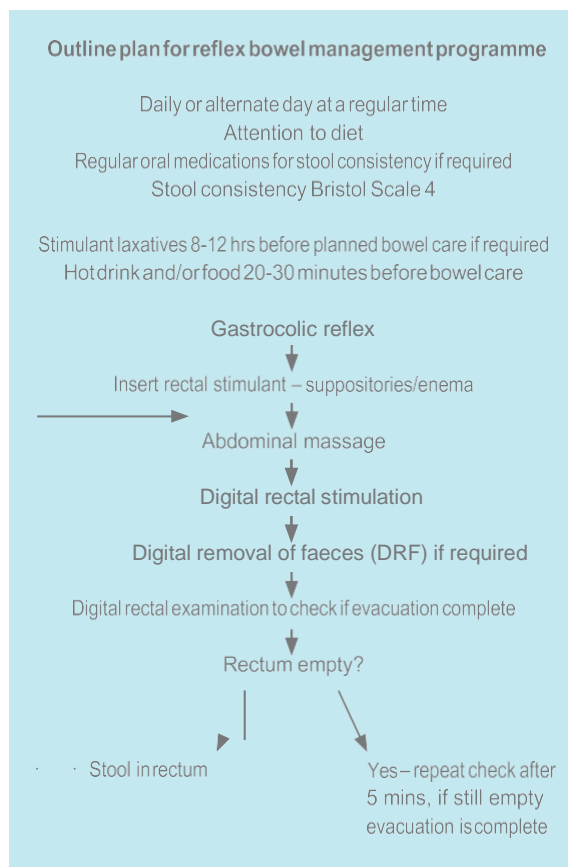 Outline plan for reflex bowel management programme
Daily or alternate day at a regular time
Attention to diet
Regular oral medications for stool consistency if required
Stool consistency Bristol Scale 4
Stimulant laxatives 8-12 hrs before planned bowel care if required
Hot drink and/or food 20-30 minutes before bowel care
Gastrocolic reflex
Insert rectal stimulant – suppositories/enema
Abdominal massage
Digital rectal stimulation
Digital removal of faeces (DRF) if required
Digital rectal examination to check if evacuation complete
Rectum empty?
Stool in rectum
Yes – repeat check after
5 mins, if still empty
evacuation is complete